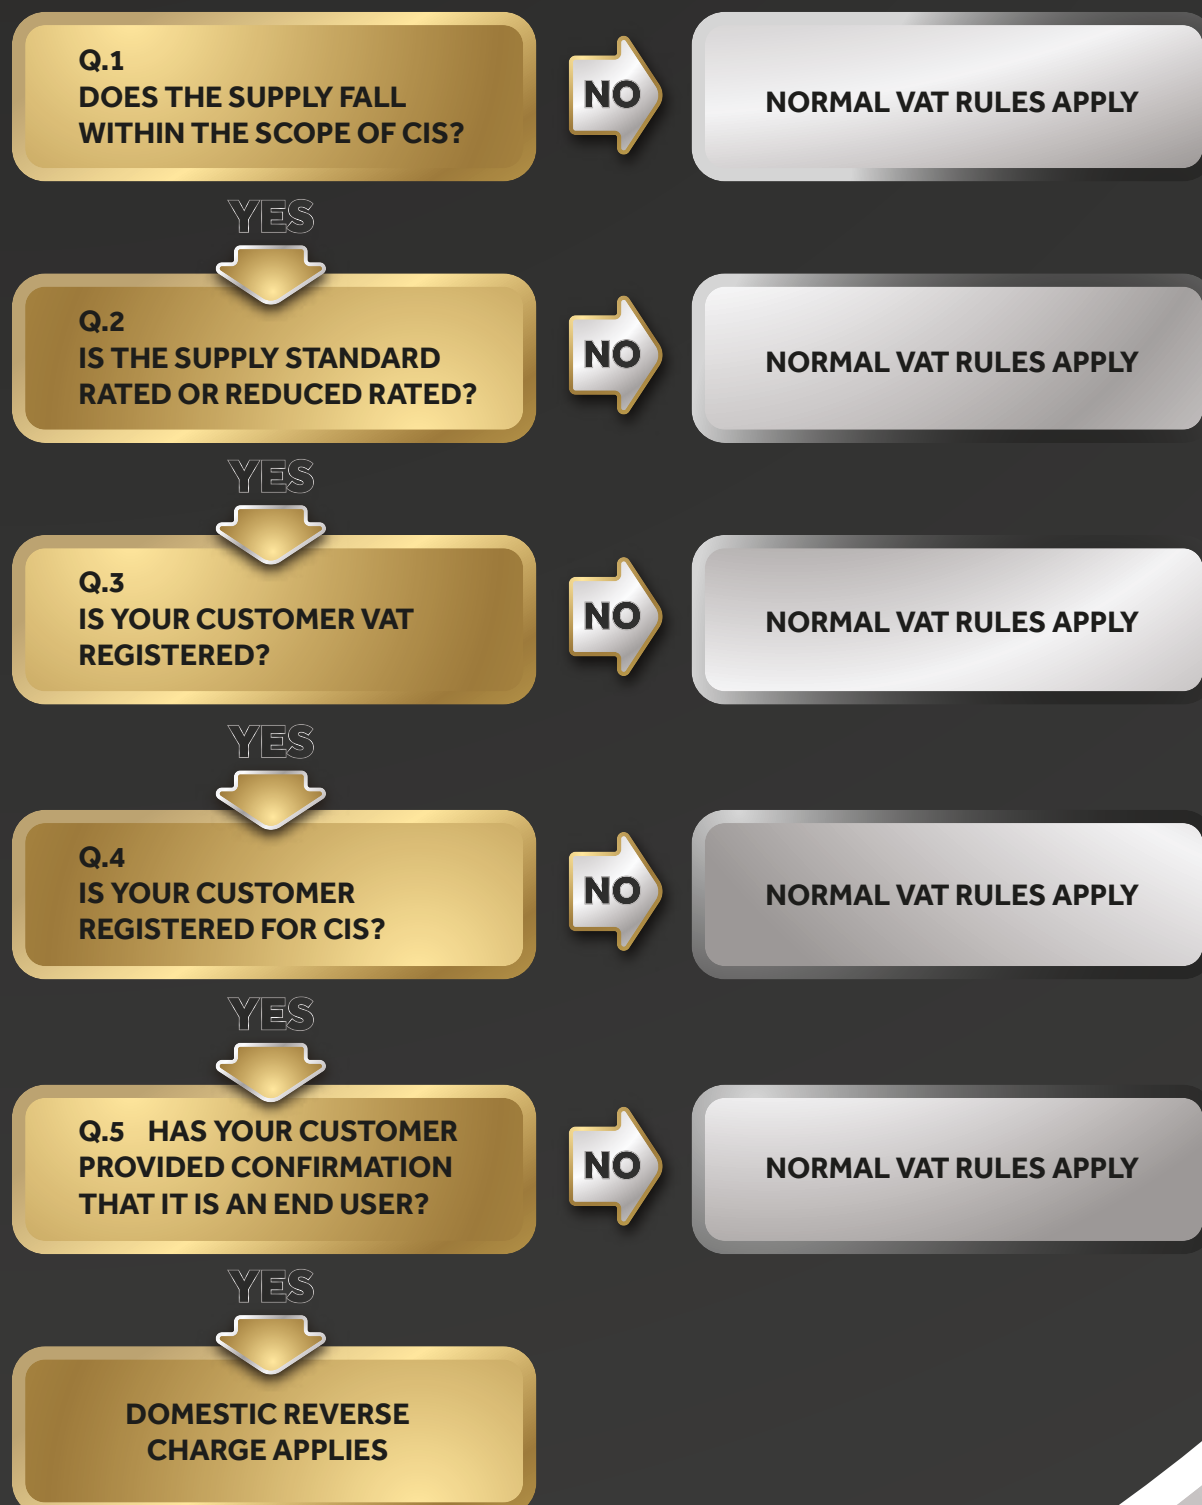 Q.1
DOES THE SUPPLY FALL
WITHIN THE SCOPE OF CIS?
NO
NORMAL VAT RULES APPLY
YES
Q.2
IS THE SUPPLY STANDARD
RATED OR REDUCED RATED?
NO
NORMAL VAT RULES APPLY
YES
Q.3
IS YOUR CUSTOMER VAT
REGISTERED?
NO
NORMAL VAT RULES APPLY
YES
Q.4
IS YOUR CUSTOMER
REGISTERED FOR CIS?
NO
NORMAL VAT RULES APPLY
YES
Q.5 HAS YOUR CUSTOMER
PROVIDED CONFIRMATION
THAT IT IS AN END USER?
NO
NORMAL VAT RULES APPLY
YES
DOMESTIC REVERSE
CHARGE APPLIES